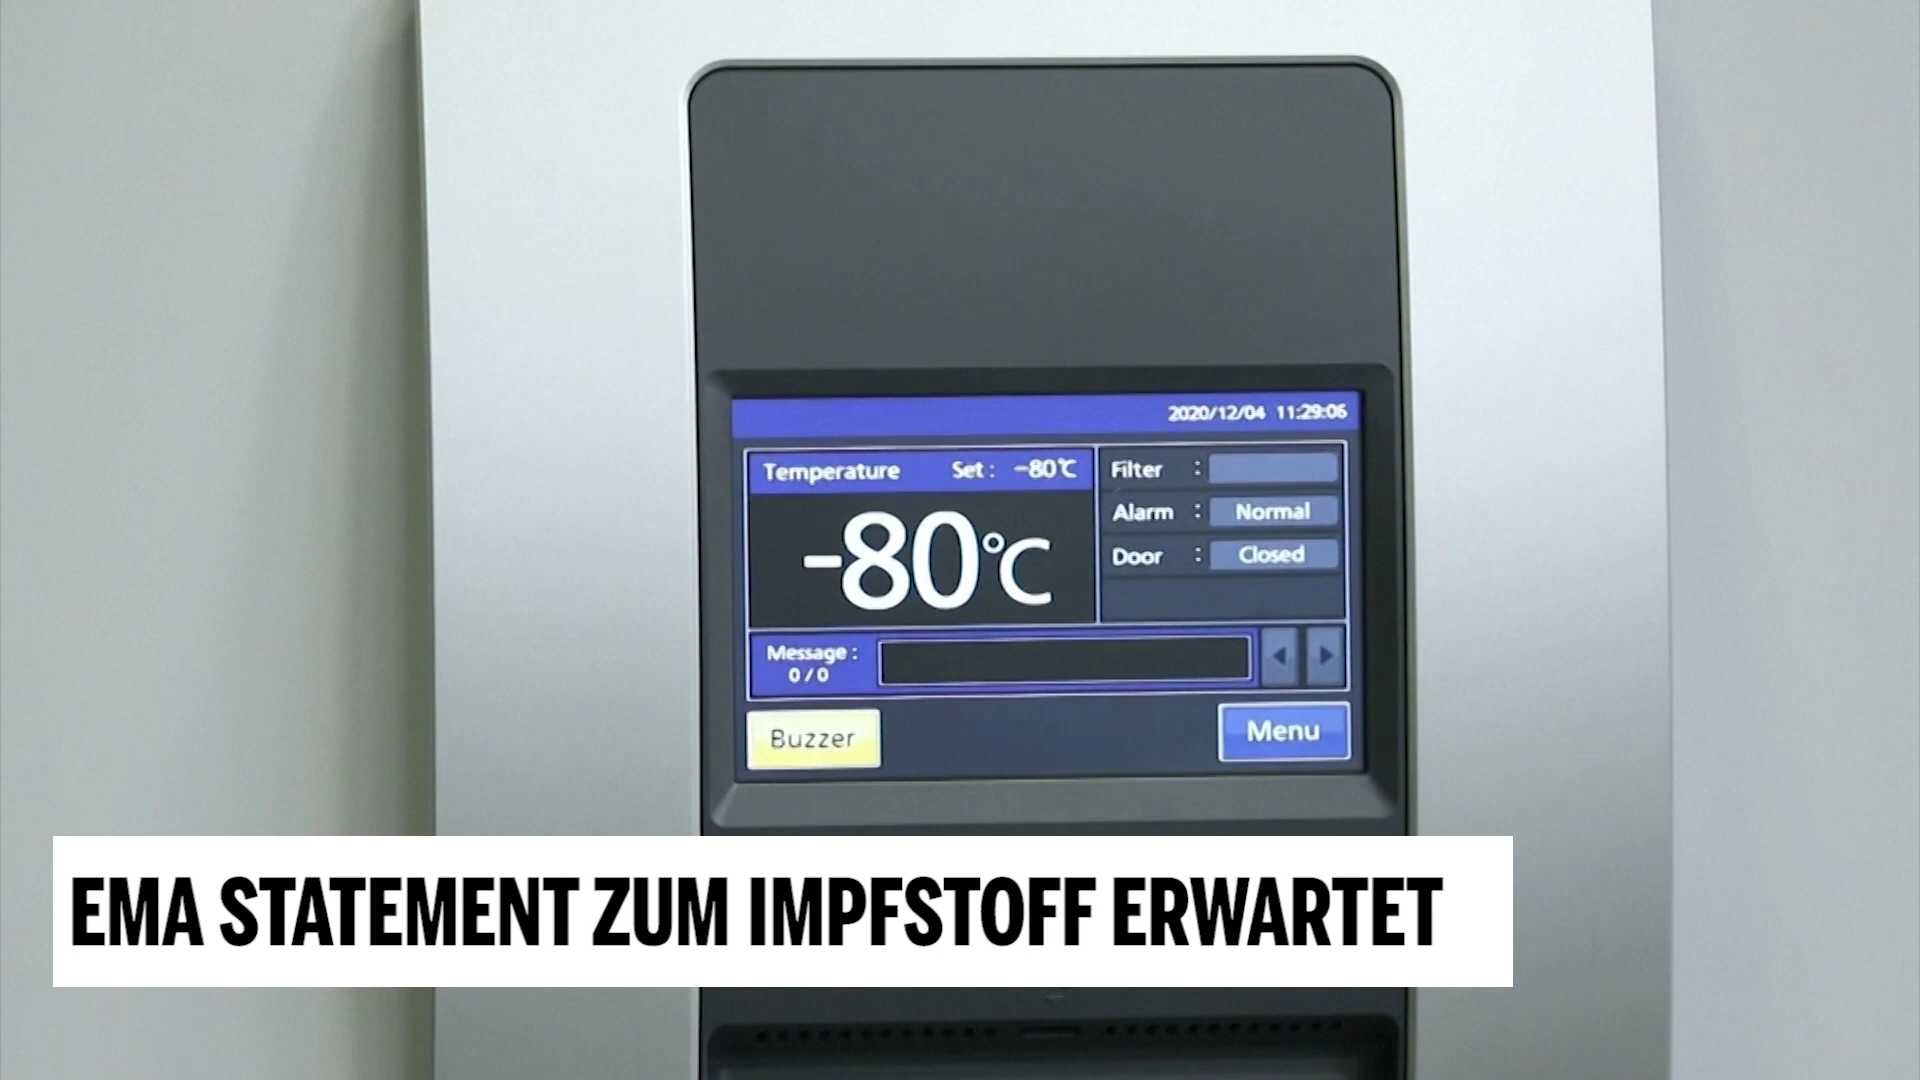 2020/12/04 11:29:06
Temperature Set : -80℃
-80℃
Filter :
Alarm : Normal
Door : Closed
Message :
0 / 0
Buzzer
Menu
EMA STATEMENT ZUM IMPFSTOFF ERWARTET